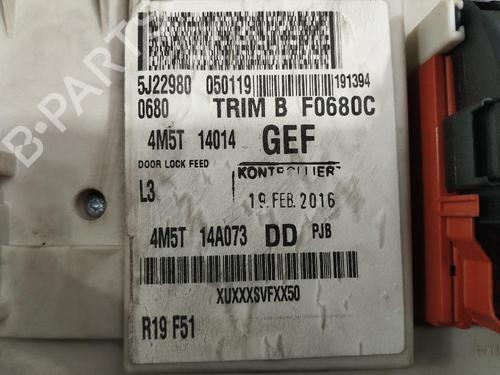 5J22980 050119 191394
0680 TRIM B F0680C
4M5T 14014 GEF
DOOR LOCK FEED KONTROLLIERT
L3 19. FEB. 2016
4M5T 14A073 DD PJB
XUXXXSVFXX50
R19 F51